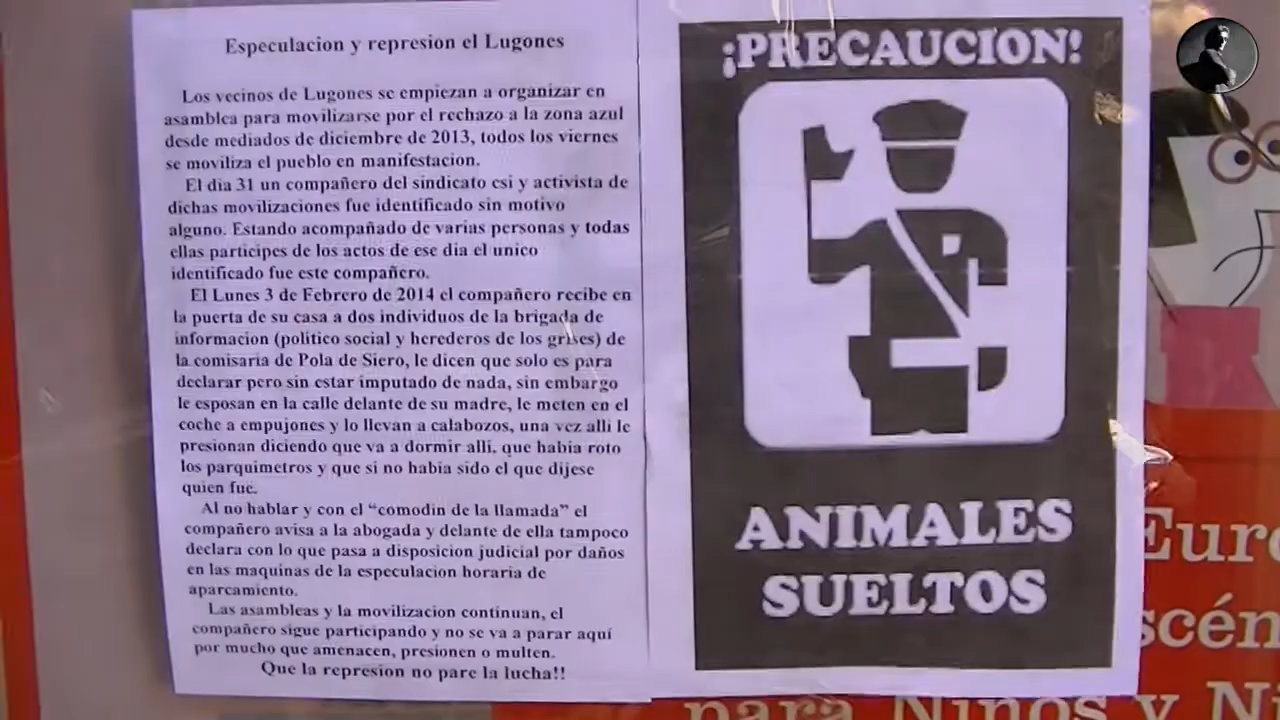 Especulacion y represion el Lugones
Los vecinos de Lugones se empiezan a organizar en
asamblea para movilizarse por el rechazo a la zona azul
desde mediados de diciembre de 2013, todos los viernes
se moviliza el pueblo en manifestacion.
El dia 31 un compañero del sindicato csi y activista de
dichas movilizaciones fue identificado sin motivo
alguno. Estando acompañado de varias personas y todas
ellas participes de los actos de ese dia el unico
identificado fue este compañero.
El Lunes 3 de Febrero de 2014 el compañero recibe en
la puerta de su casa a dos individuos de la brigada de
informacion (político social y herederos de los grises) de
la comisaría de Pola de Siero, le dicen que solo es para
declarar pero sin estar imputado de nada, sin embargo
le esposan en la calle delante de su madre, le meten en el
coche a empujones y lo llevan a calabozos, una vez alli le
presionan diciendo que va a dormir alli, que habia roto
los parquimetros y que si no habia sido el que dijese
quien fue.
Al no hablar y con el “comodin de la llamada” el
compañero avisa a la abogada y delante de ella tampoco
declara con lo que pasa a disposicion judicial por daños
en las maquinas de la especulacion horaria de
aparcamiento.
Las asambleas y la movilizacion continuan, el
compañero sigue participando y no se va a parar aquí
por mucho que amenacen, presionen o multen.
Que la represion no pare la lucha!!
¡PRECAUCION!
ANIMALES
SUELTOS
Euro
scén
para Niños y Ni